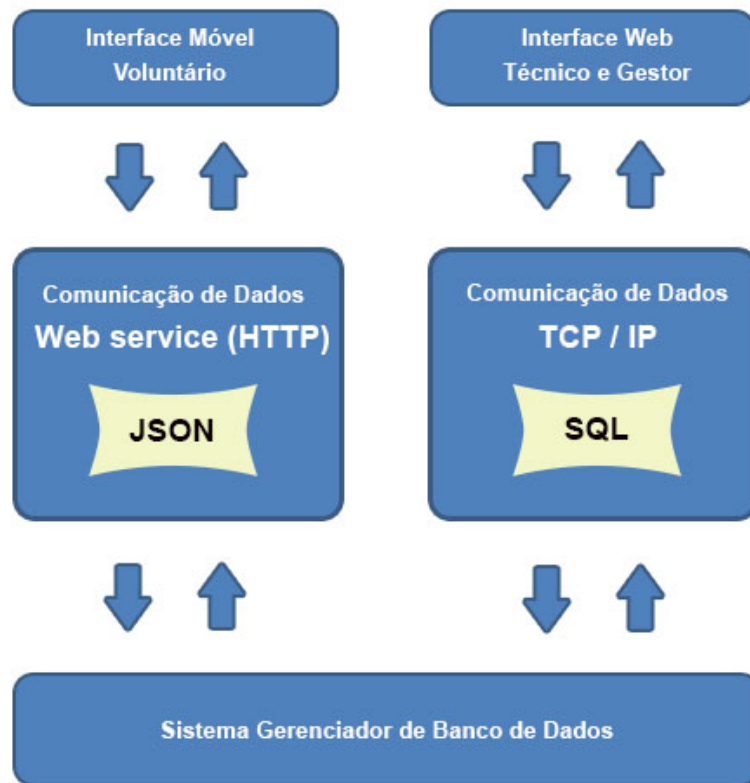 Interface Móvel
Voluntário
Interface Web
Técnico e Gestor
Comunicação de Dados
Web service (HTTP)
JSON
Comunicação de Dados
TCP / IP
SQL
Sistema Gerenciador de Banco de Dados